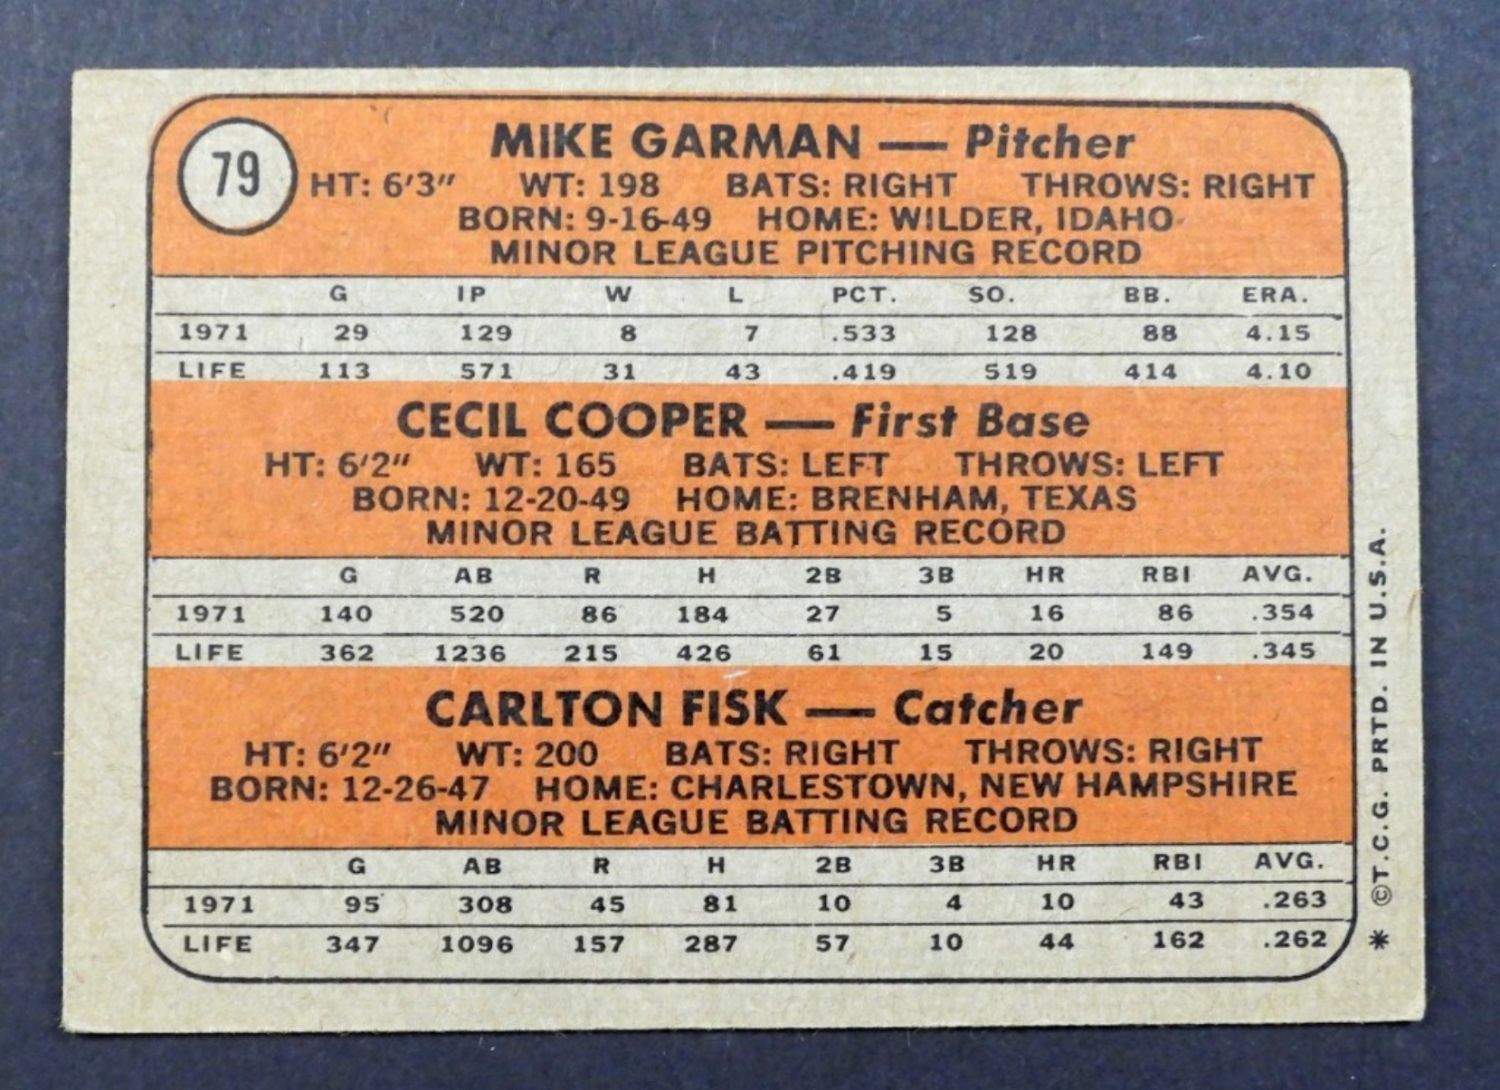 79
MIKE GARMAN — Pitcher
HT: 6'3" WT: 198 BATS: RIGHT THROWS: RIGHT
BORN: 9-16-49 HOME: WILDER, IDAHO
MINOR LEAGUE PITCHING RECORD
G IP W L PCT. SO. BB. ERA.
1971 29 129 8 7 .533 128 88 4.15
LIFE 113 571 31 43 .419 519 414 4.10
CECIL COOPER — First Base
HT: 6'2" WT: 165 BATS: LEFT THROWS: LEFT
BORN: 12-20-49 HOME: BRENHAM, TEXAS
MINOR LEAGUE BATTING RECORD
G AB R H 2B 3B HR RBI AVG.
1971 140 520 86 184 27 5 16 86 .354
LIFE 362 1236 215 426 61 15 20 149 .345
CARLTON FISK — Catcher
HT: 6'2" WT: 200 BATS: RIGHT THROWS: RIGHT
BORN: 12-26-47 HOME: CHARLESTOWN, NEW HAMPSHIRE
MINOR LEAGUE BATTING RECORD
G AB R H 2B 3B HR RBI AVG.
1971 95 308 45 81 10 4 10 43 .263
LIFE 347 1096 157 287 57 10 44 162 .262
* ©T.C.G. PRTD. IN U.S.A.